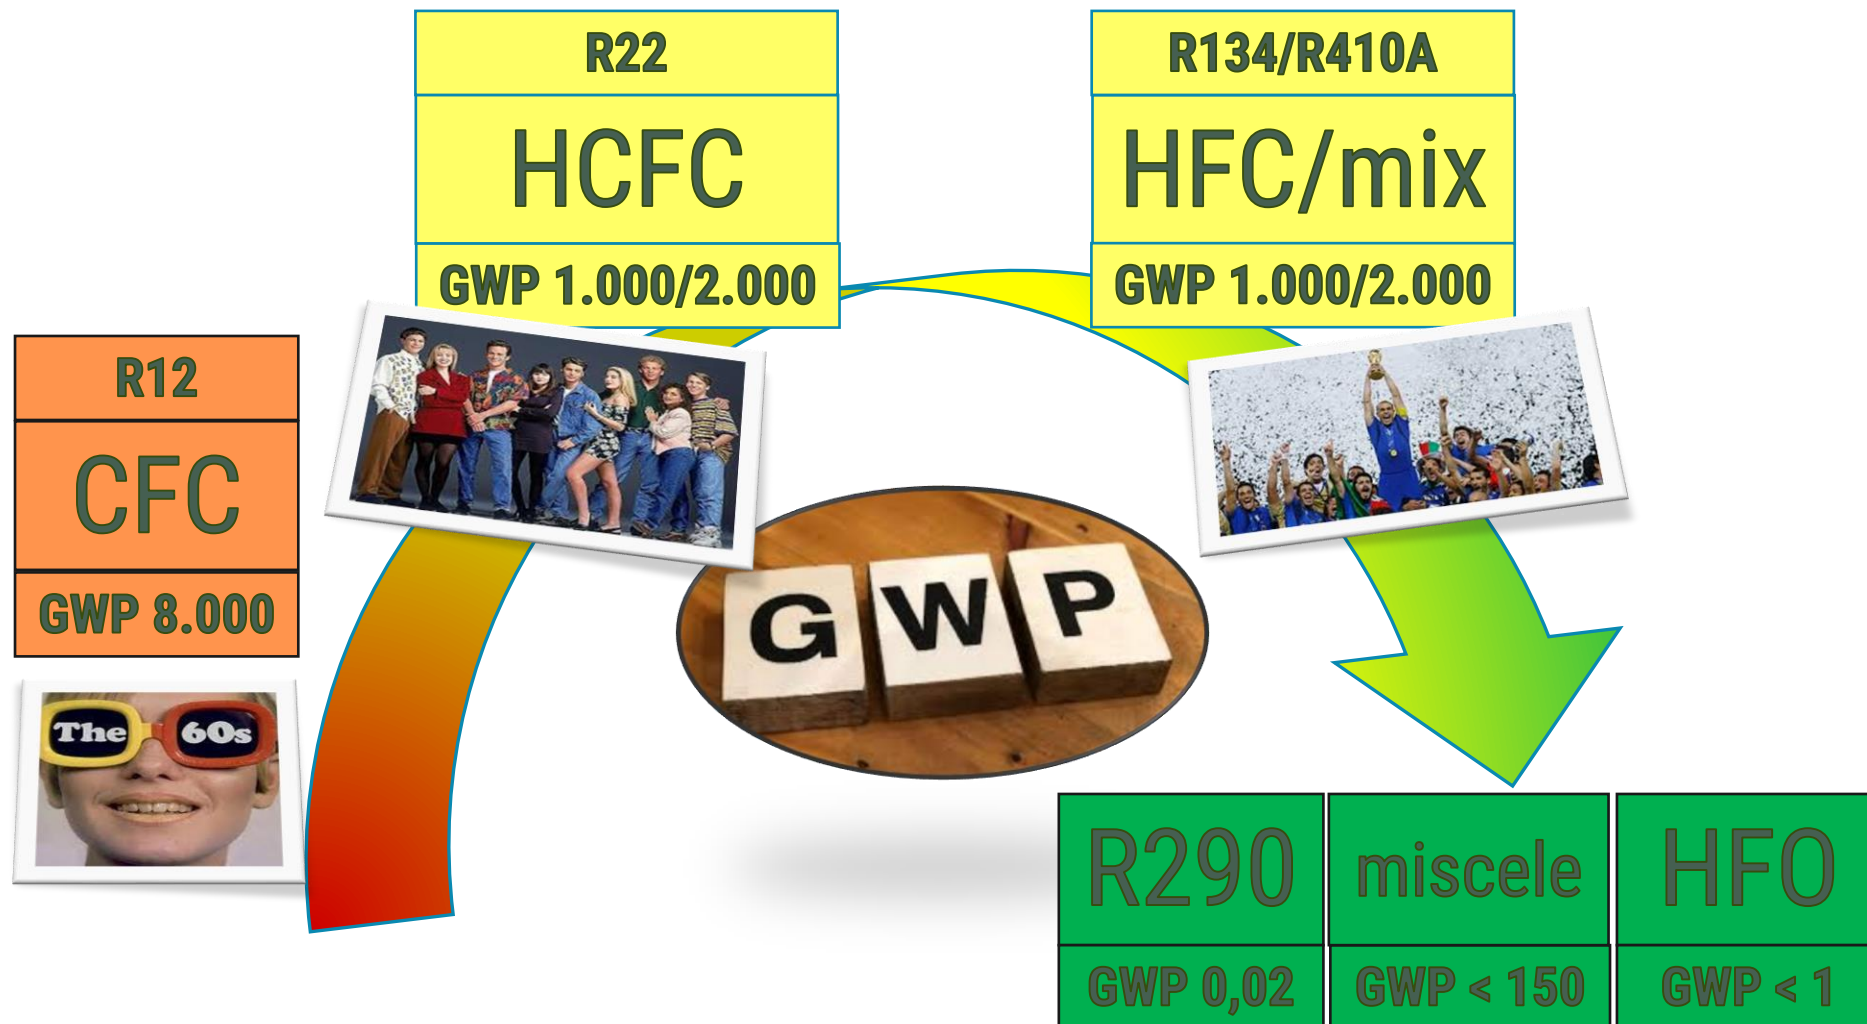 R22
HCFC
GWP 1.000/2.000
R134/R410A
HFC/mix
GWP 1.000/2.000
R12
CFC
GWP 8.000
The 60s
G W P
R290
GWP 0,02
miscele
GWP < 150
HFO
GWP < 1